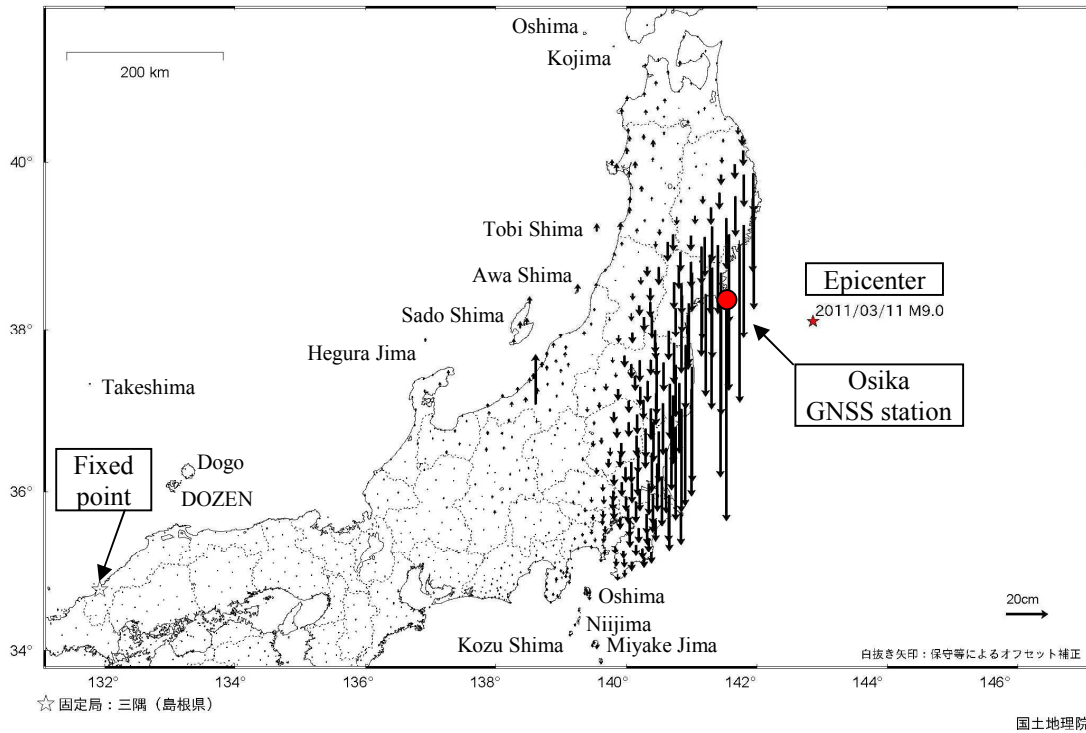 Oshima
Kojima
200 km
40°
Tobi Shima
Awa Shima
Epicenter
2011/03/11 M9.0
Sado Shima
38°
Hegura Jima
Takeshima
Osika
GNSS station
Fixed
point
Dogo
DOZEN
36°
Oshima
20cm
Niijima
Kozu Shima
Miyake Jima
34°
白抜き矢印：保守等によるオフセット補正
132°
134°
136°
138°
140°
142°
144°
146°
☆ 固定局：三隅（島根県）
国土地理院